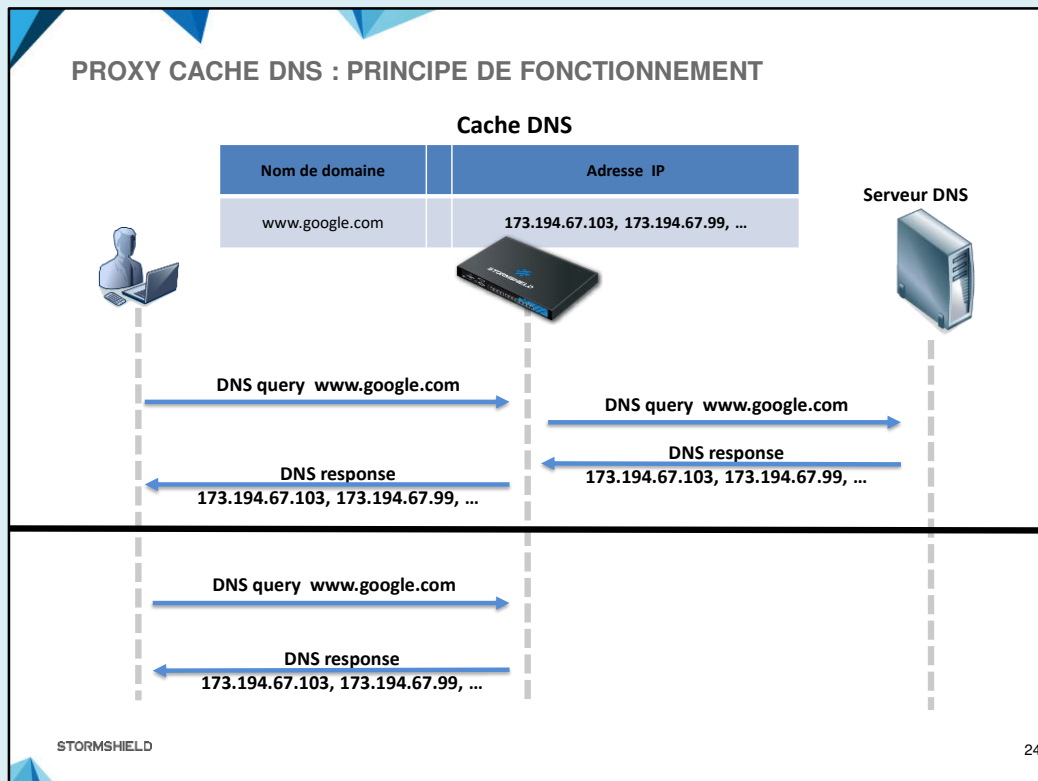 PROXY CACHE DNS : PRINCIPE DE FONCTIONNEMENT
Cache DNS
Nom de domaine Adresse IP
www.google.com 173.194.67.103, 173.194.67.99, ...
Serveur DNS
STORMSHIELD
DNS query www.google.com
DNS query www.google.com
DNS response
173.194.67.103, 173.194.67.99, ...
DNS response
173.194.67.103, 173.194.67.99, ...
DNS query www.google.com
DNS response
173.194.67.103, 173.194.67.99, ...
STORMSHIELD
24